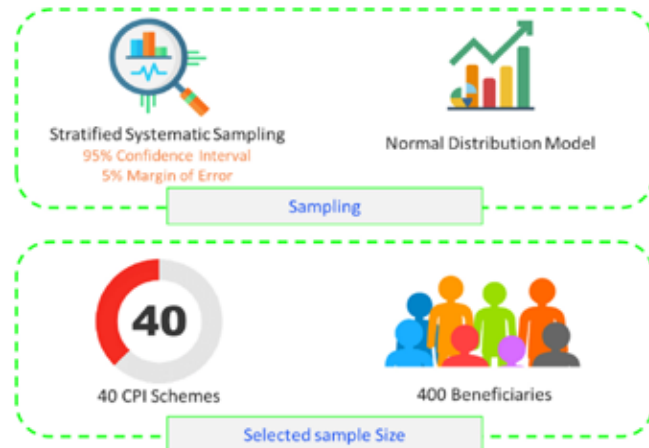 Stratified Systematic Sampling
95% Confidence Interval
5% Margin of Error
Normal Distribution Model
Sampling
40
40 CPI Schemes
400 Beneficiaries
Selected sample Size